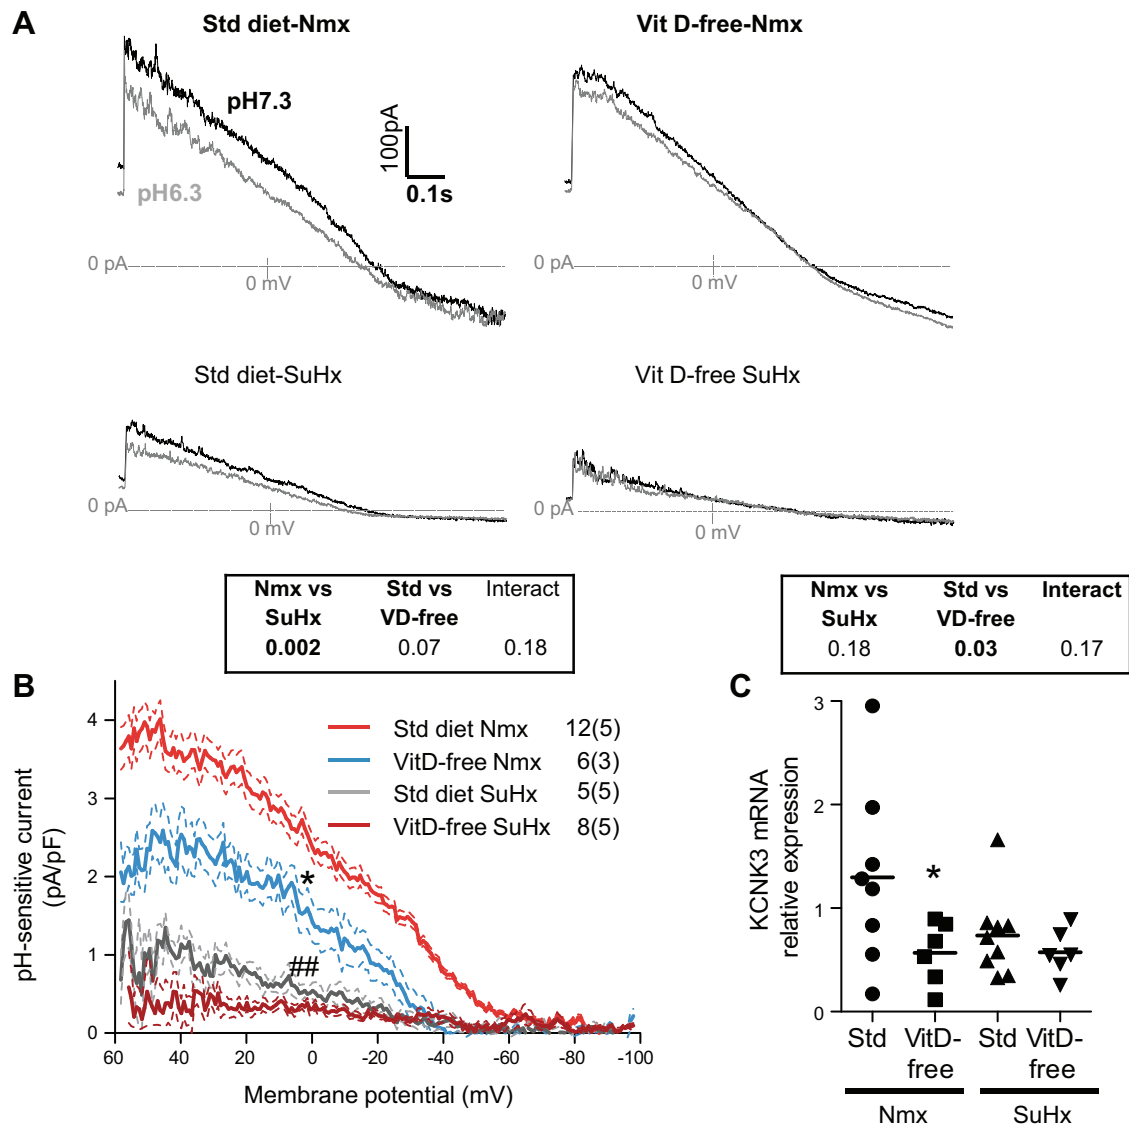 A
Std diet-Nmx
Vit D-free-Nmx
pH7.3
pH6.3
100pA
0.1s
0 pA
0 mV
0 pA
0 mV
Std diet-SuHx
Vit D-free SuHx
0 pA
0 mV
0 pA
0 mV
Nmx vs SuHx
Std vs VD-free
Interact
0.002
0.07
0.18
Nmx vs SuHx
Std vs VD-free
Interact
0.18
0.03
0.17
B
pH-sensitive current
(pA/pF)
4
3
2
1
0
60
40
20
0
-20
-40
-60
-80
-100
Membrane potential (mV)
Std diet Nmx 12(5)
VitD-free Nmx 6(3)
Std diet SuHx 5(5)
VitD-free SuHx 8(5)
*
##
C
KCNK3 mRNA
relative expression
3
2
1
0
*
Std
VitD-
free
Std
VitD-
free
Nmx
SuHx